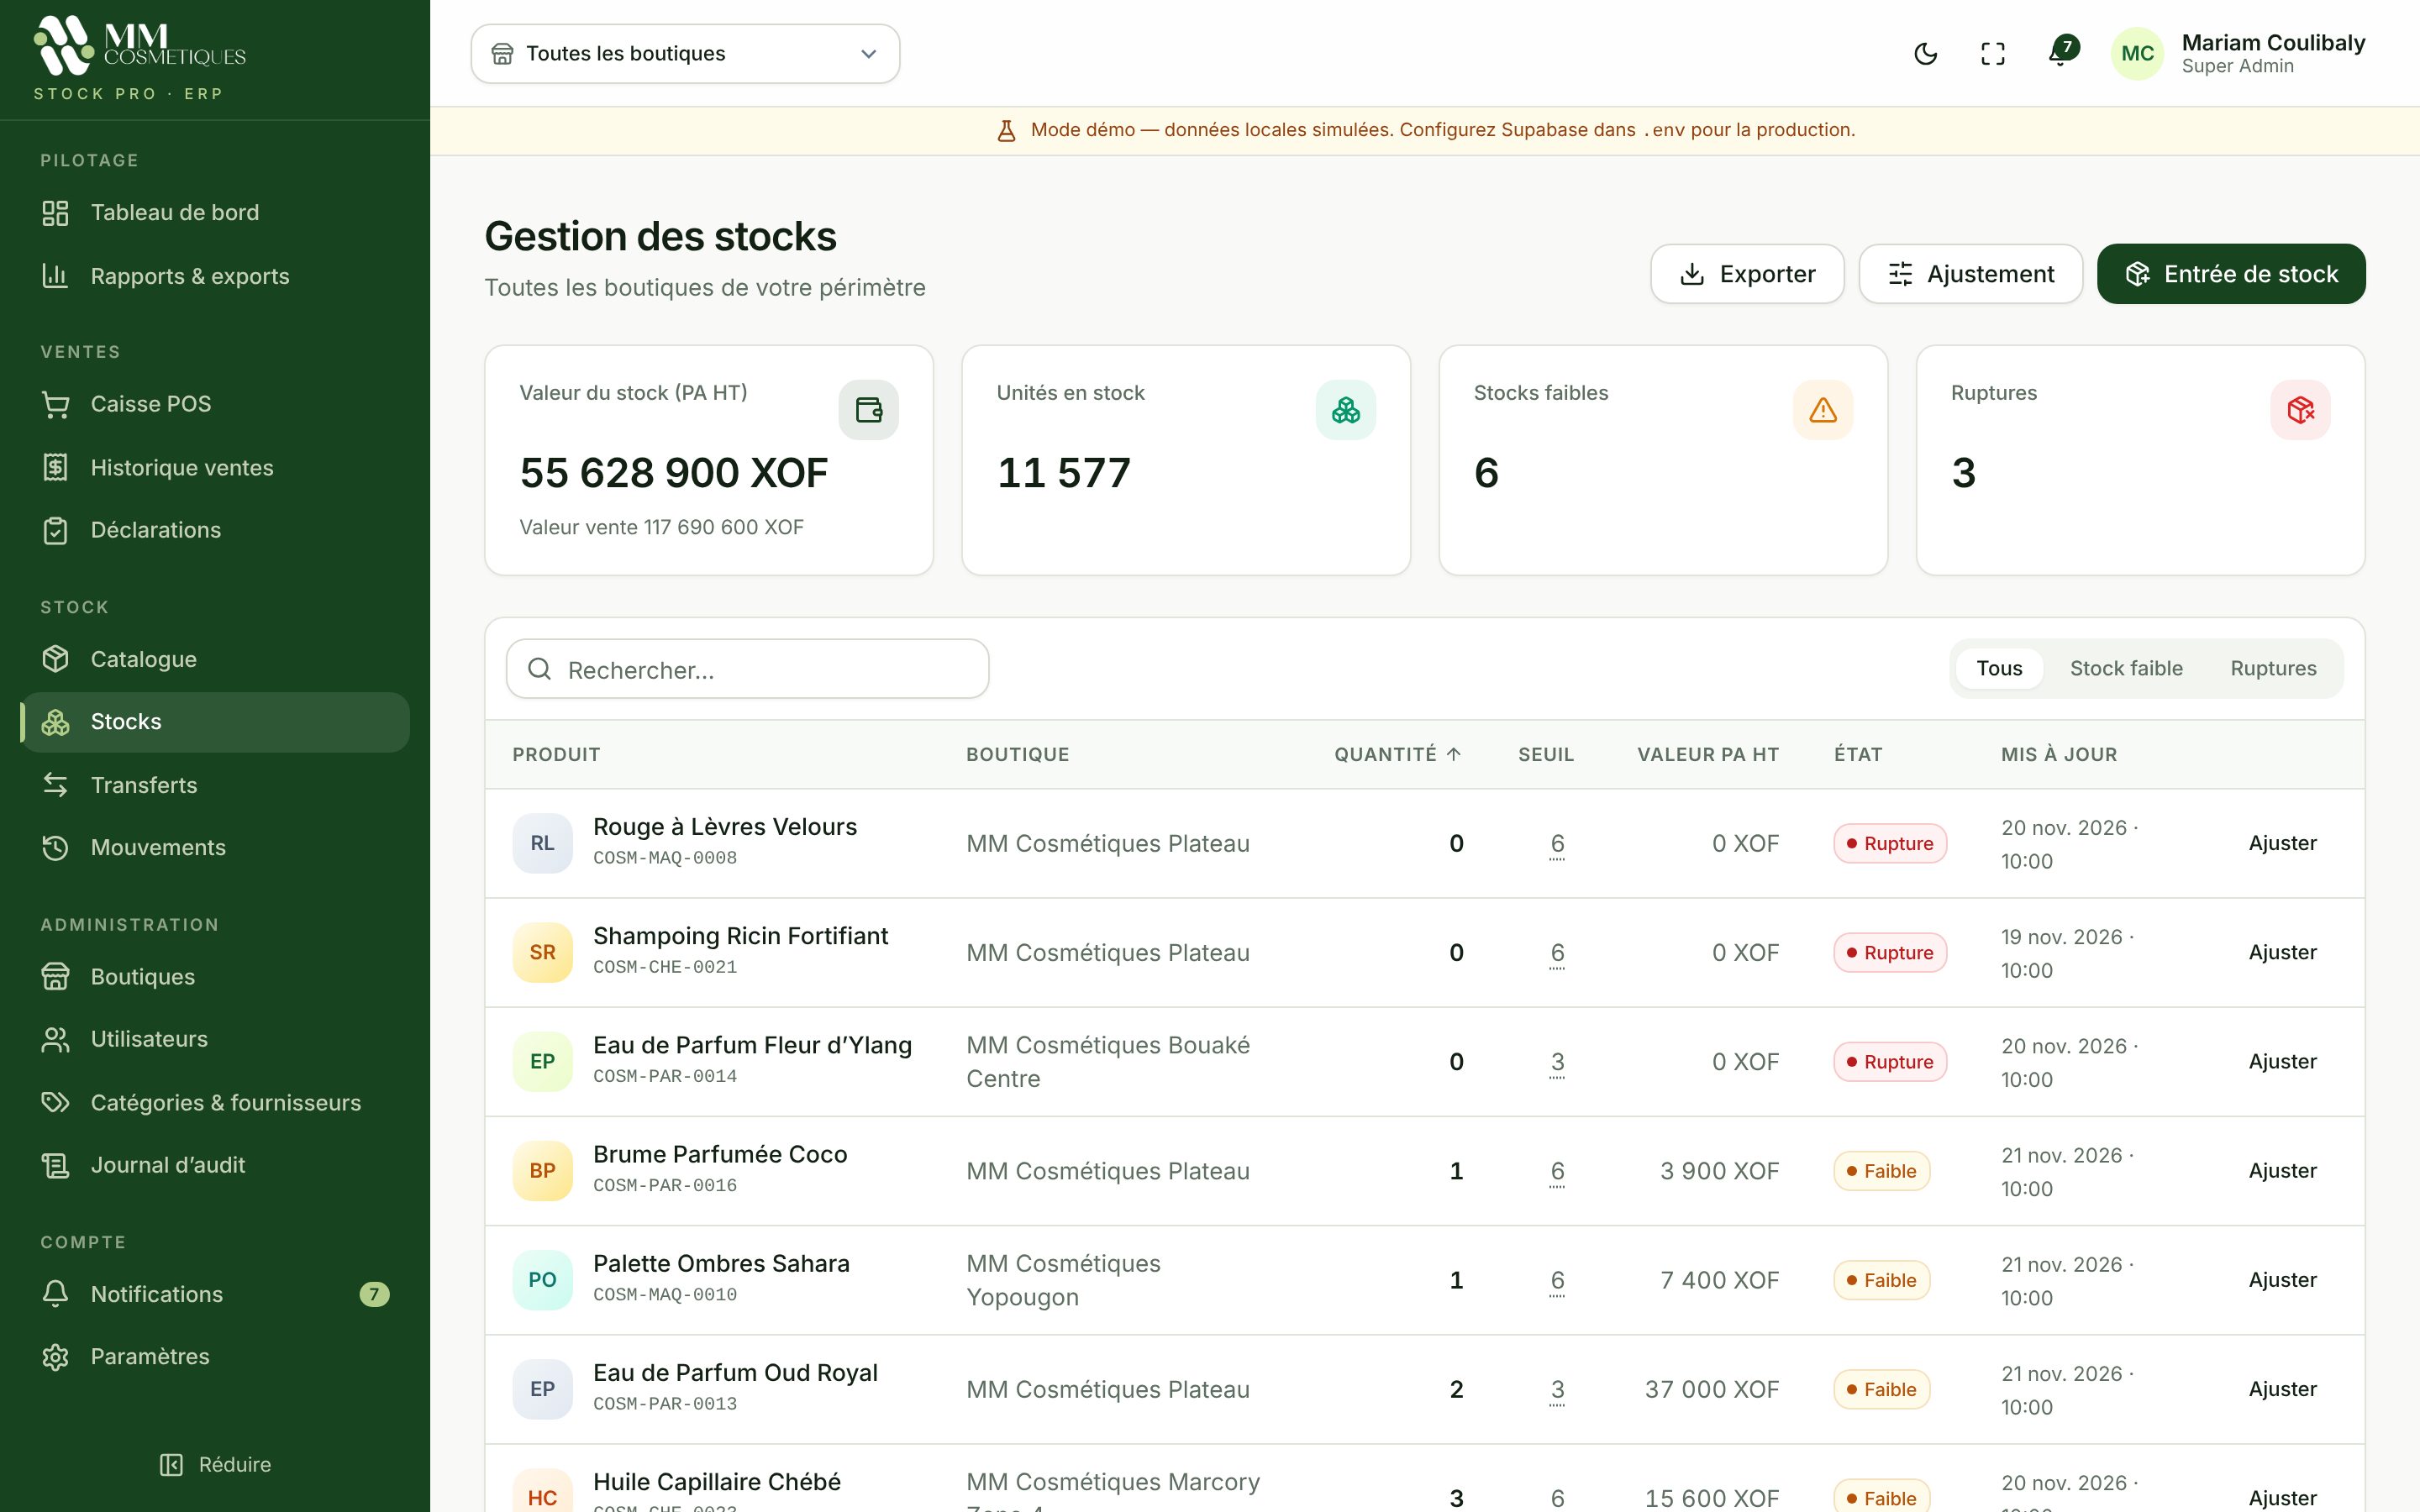 MM
COSMETIQUES
STOCK PRO · ERP
PILOTAGE
Tableau de bord
Rapports & exports
VENTES
Caisse POS
Historique ventes
Déclarations
STOCK
Catalogue
Stocks
Transferts
Mouvements
ADMINISTRATION
Boutiques
Utilisateurs
Catégories & fournisseurs
Journal d’audit
COMPTE
Notifications 7
Paramètres
Réduire
Toutes les boutiques
7
MC
Mariam Coulibaly
Super Admin
Mode démo — données locales simulées. Configurez Supabase dans .env pour la production.
Gestion des stocks
Toutes les boutiques de votre périmètre
Exporter
Ajustement
Entrée de stock
Valeur du stock (PA HT)
55 628 900 XOF
Valeur vente 117 690 600 XOF
Unités en stock
11 577
Stocks faibles
6
Ruptures
3
Rechercher...
Tous Stock faible Ruptures
PRODUIT BOUTIQUE QUANTITÉ SEUIL VALEUR PA HT ÉTAT MIS À JOUR
RL Rouge à Lèvres Velours MM Cosmétiques Plateau 0 6 0 XOF Rupture 20 nov. 2026 · Ajuster
COSM-MAQ-0008 10:00
SR Shampoing Ricin Fortifiant MM Cosmétiques Plateau 0 6 0 XOF Rupture 19 nov. 2026 · Ajuster
COSM-CHE-0021 10:00
EP Eau de Parfum Fleur d’Ylang MM Cosmétiques Bouaké 0 3 0 XOF Rupture 20 nov. 2026 · Ajuster
COSM-PAR-0014 Centre 10:00
BP Brume Parfumée Coco MM Cosmétiques Plateau 1 6 3 900 XOF Faible 21 nov. 2026 · Ajuster
COSM-PAR-0016 10:00
PO Palette Ombres Sahara MM Cosmétiques 1 6 7 400 XOF Faible 21 nov. 2026 · Ajuster
COSM-MAQ-0010 Yopougon 10:00
EP Eau de Parfum Oud Royal MM Cosmétiques Plateau 2 3 37 000 XOF Faible 21 nov. 2026 · Ajuster
COSM-PAR-0013 10:00
HC Huile Capillaire Chébé MM Cosmétiques Marcory 3 6 15 600 XOF Faible 20 nov. 2026 · Ajuster